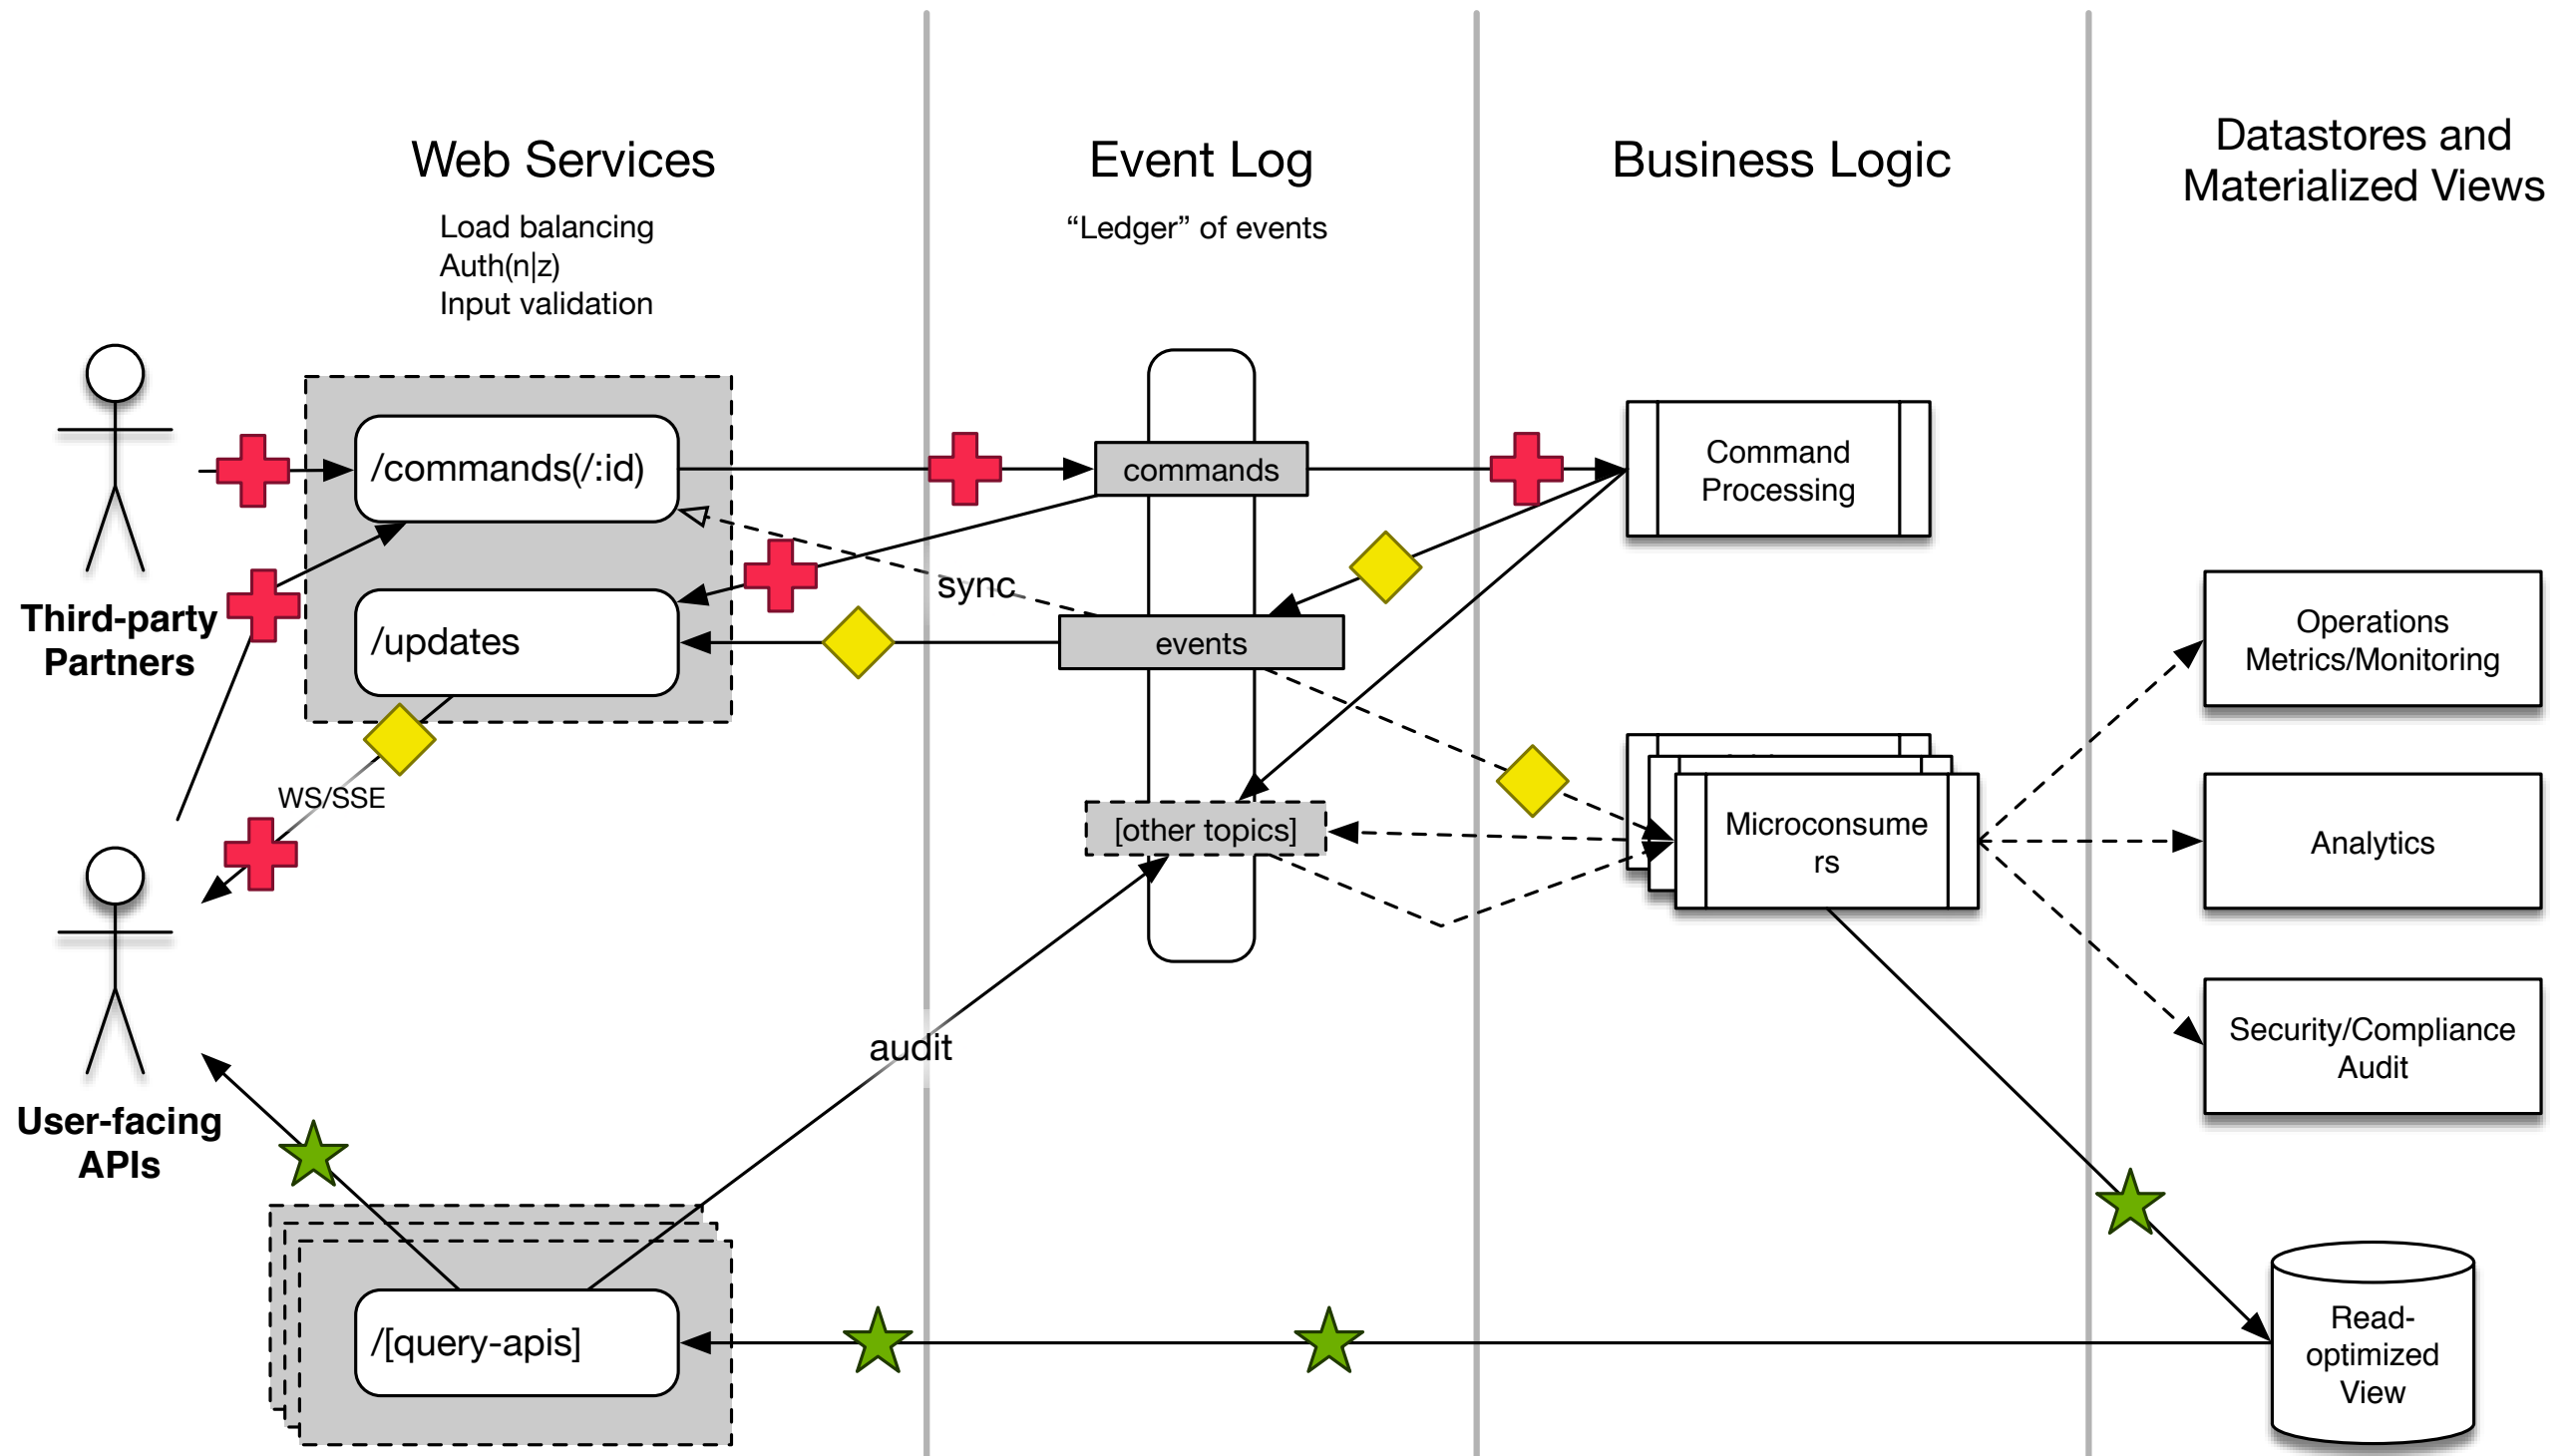 Web Services
Load balancing
Auth(n|z)
Input validation
Event Log
“Ledger” of events
Business Logic
Datastores and
Materialized Views
Third-party
Partners
/commands(/:id)
/updates
sync
WS/SSE
commands
events
[other topics]
Command
Processing
Microconsume
rs
Operations
Metrics/Monitoring
Analytics
Security/Compliance
Audit
User-facing
APIs
audit
/[query-apis]
Read-
optimized
View